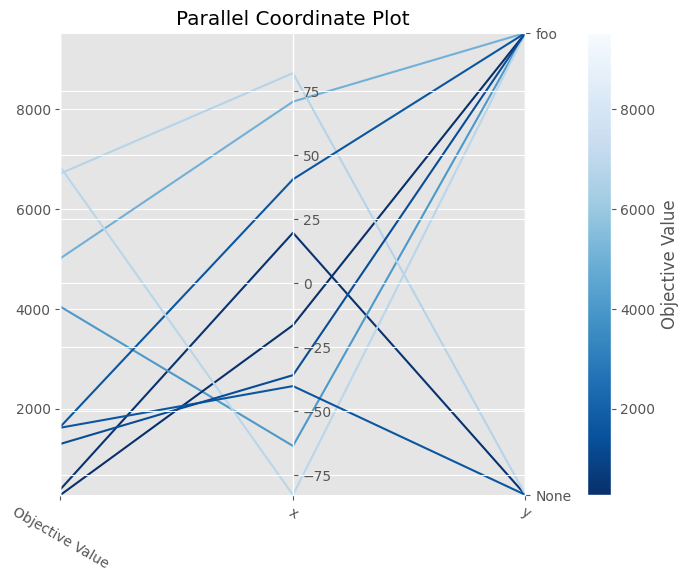 Parallel Coordinate Plot
foo
8000
75
8000
50
6000
6000
25
0
4000
4000
−25
2000
2000
−50
−75
None
Objective Value
x
y
Objective Value